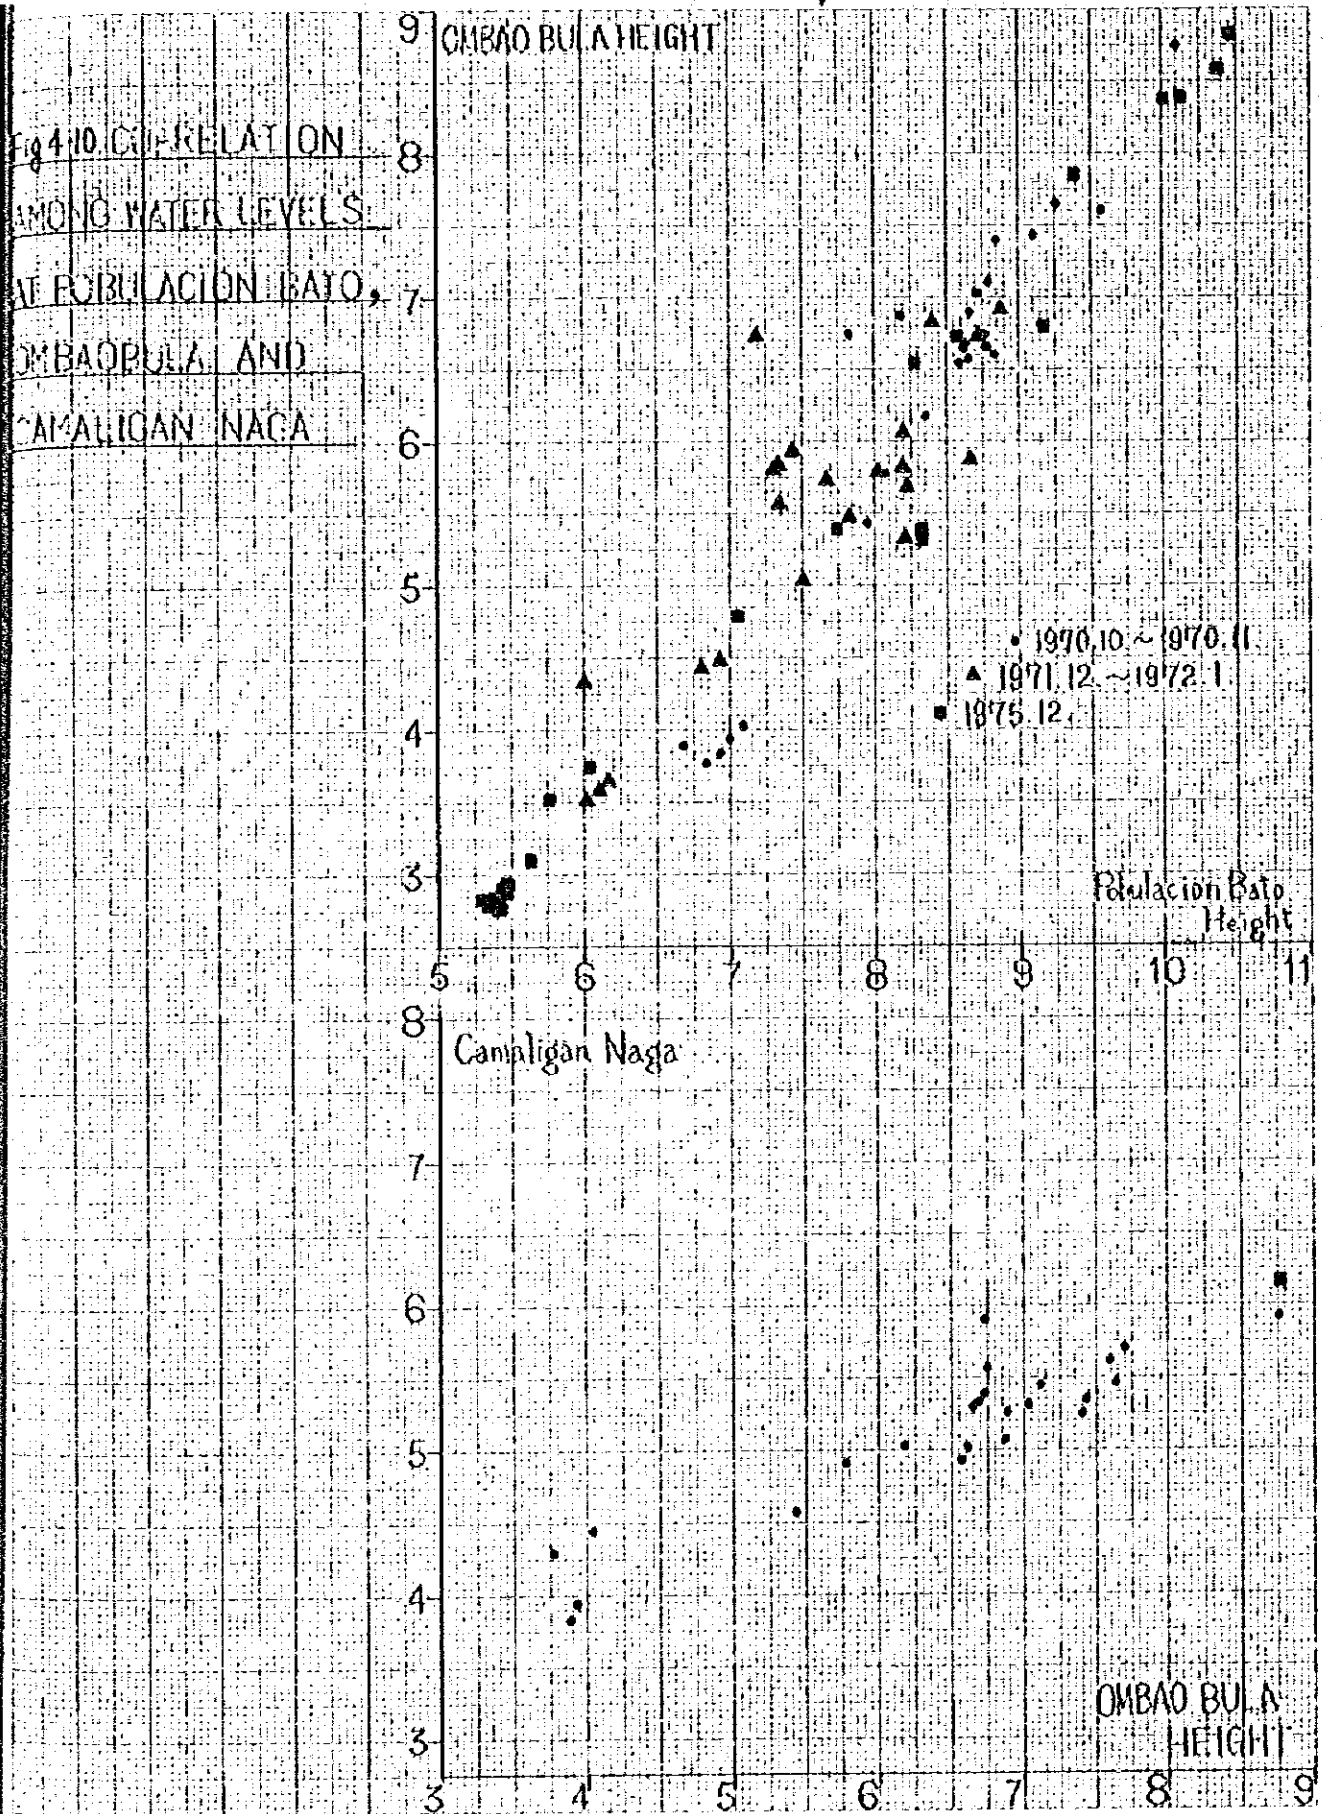 Fig 4·10. CORRELATION
AMONG WATER LEVELS
AT POBULACION BATO,
OMBAOBULA AND
CAMALIGAN NAGA
OMBAO BULA HEIGHT
9
8
7
6
5
4
3
• 1970.10 ~ 1970.11.
▲ 1971.12. ~ 1972.1
■ 1975.12.
Pobulacion Bato
Height
5 6 7 8 9 10 11
Camaligan Naga
8
7
6
5
4
3
OMBAO BULA
HEIGHT
3 4 5 6 7 8 9